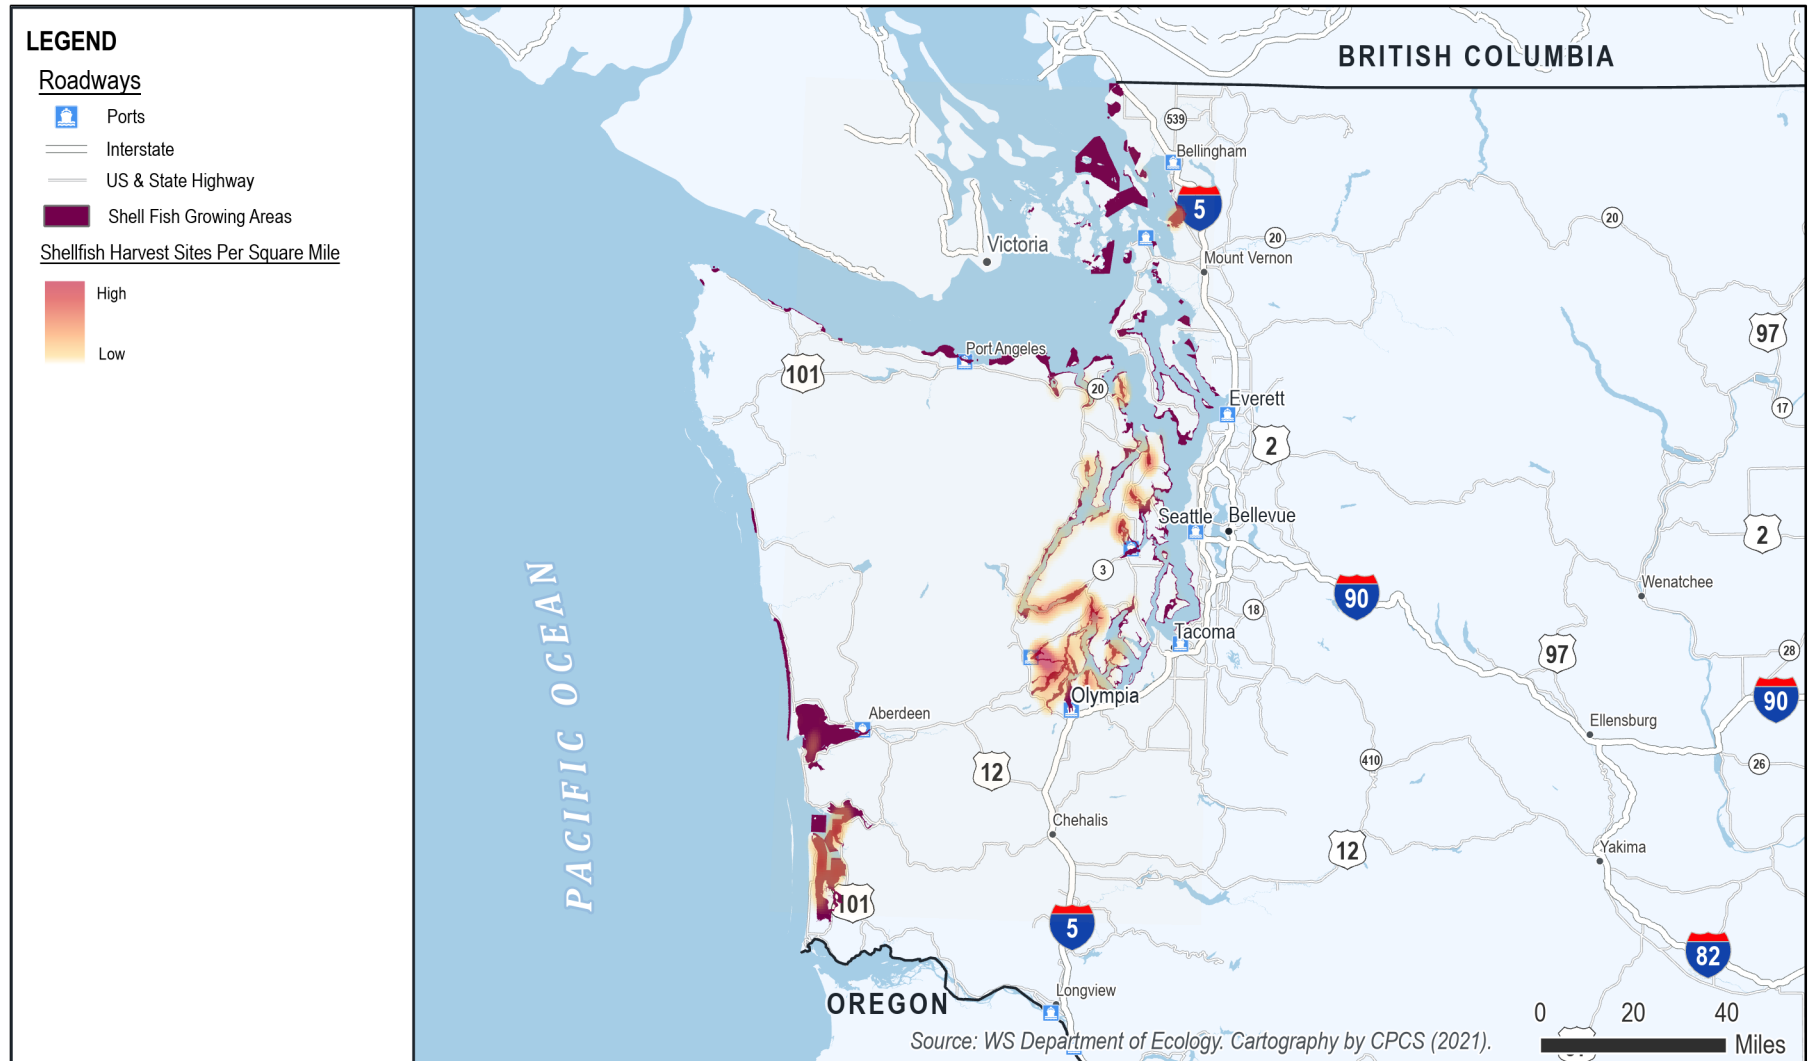 LEGEND
Roadways
Ports
Interstate
US & State Highway
Shell Fish Growing Areas
Shellfish Harvest Sites Per Square Mile
High
Low
BRITISH COLUMBIA
539
Bellingham
5
20
20
Victoria
Mount Vernon
97
Port Angeles
101
20
Everett
17
2
Seattle
Bellevue
2
3
Wenatchee
90
18
Tacoma
97
28
Olympia
90
PACIFIC OCEAN
Aberdeen
Ellensburg
12
410
26
Chehalis
12
Yakima
101
5
82
Longview
OREGON
0 20 40
Miles
Source: WS Department of Ecology. Cartography by CPCS (2021).